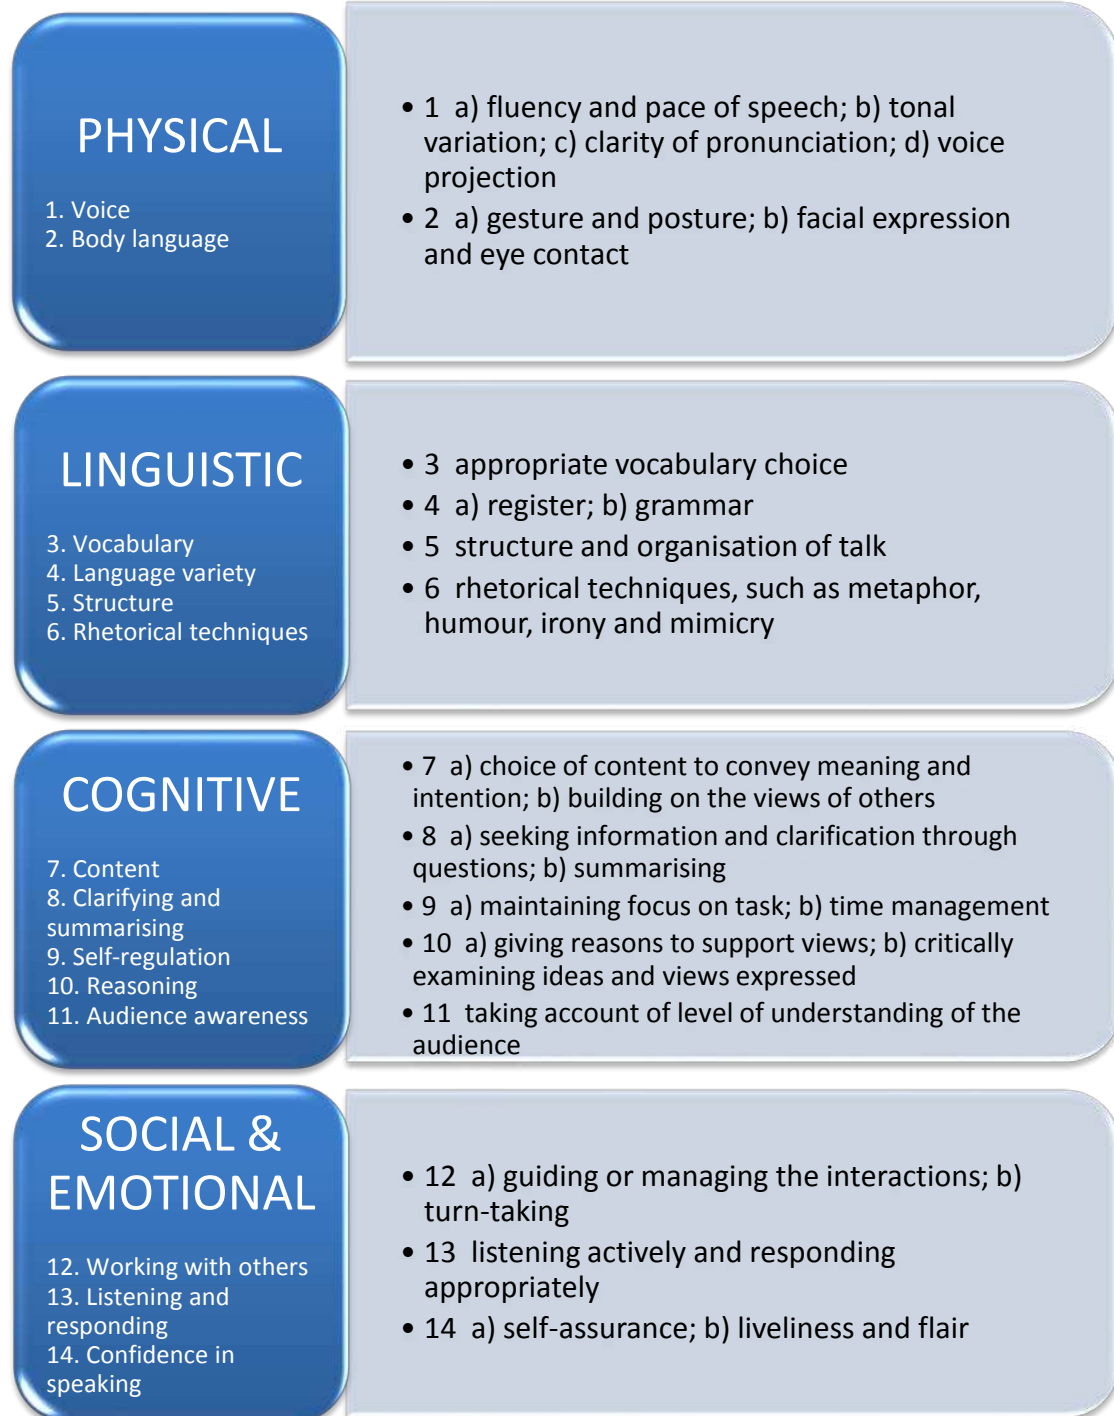 PHYSICAL
1. Voice
2. Body language
• 1  a) fluency and pace of speech; b) tonal
variation; c) clarity of pronunciation; d) voice
projection
• 2  a) gesture and posture; b) facial expression
and eye contact
LINGUISTIC
3. Vocabulary
4. Language variety
5. Structure
6. Rhetorical techniques
• 3  appropriate vocabulary choice
• 4  a) register; b) grammar
• 5  structure and organisation of talk
• 6  rhetorical techniques, such as metaphor,
humour, irony and mimicry
COGNITIVE
7. Content
8. Clarifying and
summarising
9. Self-regulation
10. Reasoning
11. Audience awareness
• 7  a) choice of content to convey meaning and
intention; b) building on the views of others
• 8  a) seeking information and clarification through
questions; b) summarising
• 9  a) maintaining focus on task; b) time management
• 10  a) giving reasons to support views; b) critically
examining ideas and views expressed
• 11  taking account of level of understanding of the
audience
SOCIAL &
EMOTIONAL
12. Working with others
13. Listening and
responding
14. Confidence in
speaking
• 12  a) guiding or managing the interactions; b)
turn-taking
• 13  listening actively and responding
appropriately
• 14  a) self-assurance; b) liveliness and flair